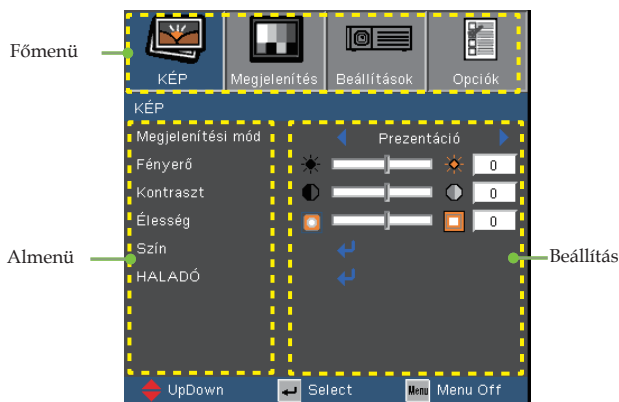 Főmenü
KÉP Megjelenítés Beállítások Opciók
KÉP
Megjelenítési mód Prezentáció
Fényerő 0
Kontraszt 0
Élesség 0
Szín
Almenü
Beállítás
HALADÓ
UpDown Select Menu Menu Off